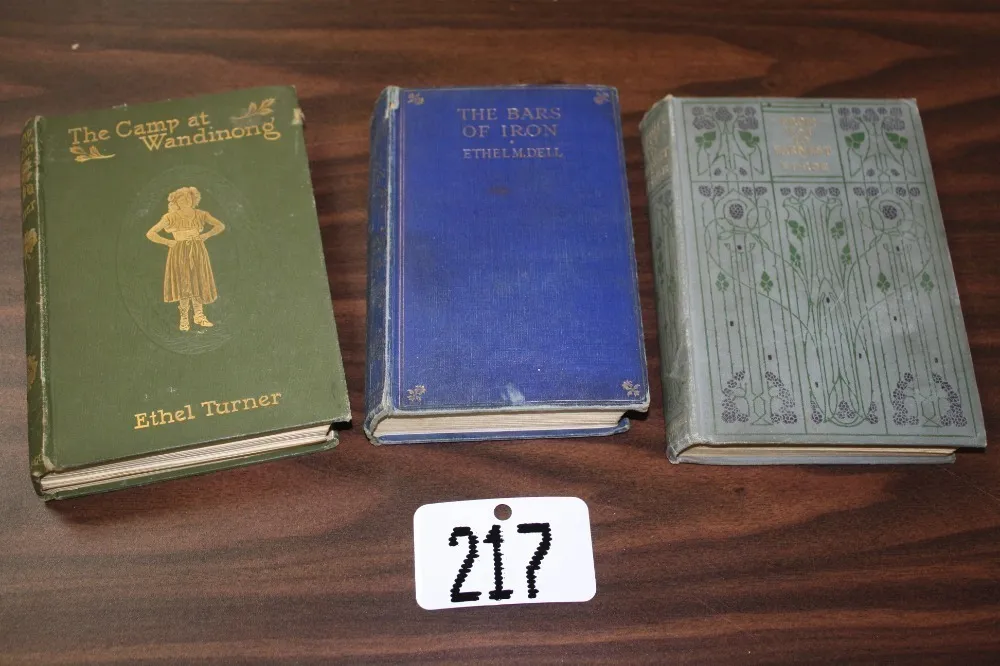 The Camp at
Wandinong
Ethel Turner
THE BARS
OF IRON
ETHEL M. DELL
217